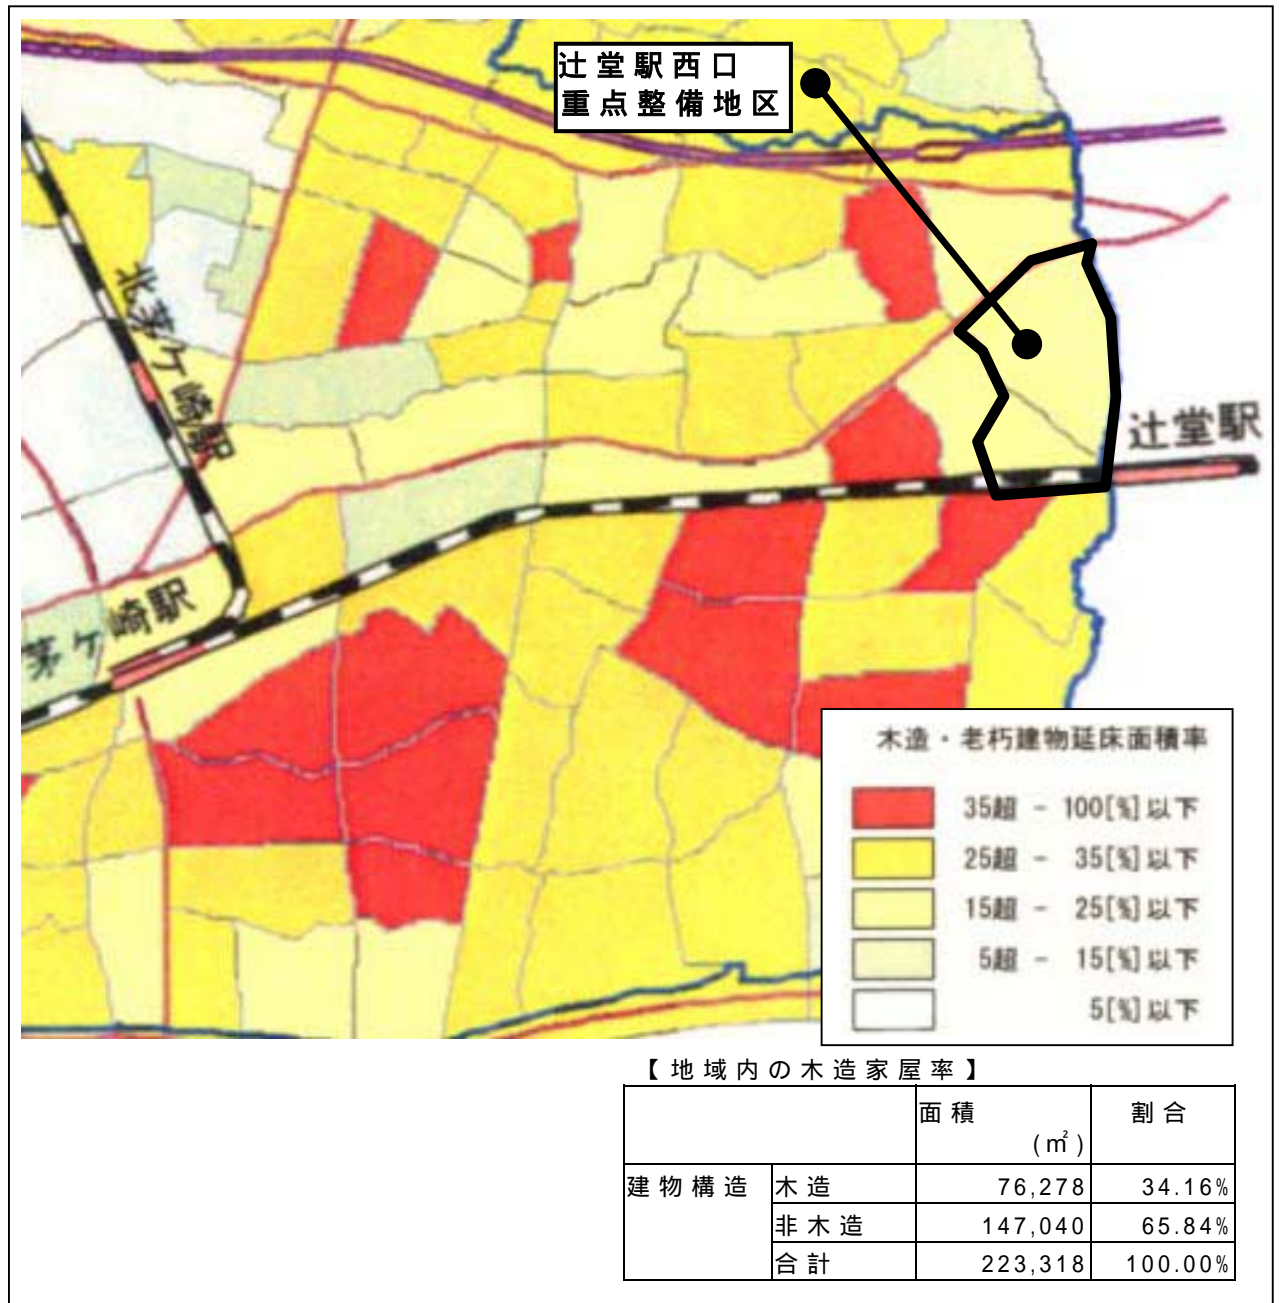 辻堂駅西口
重点整備地区
北茅ケ崎駅
辻堂駅
茅ケ崎駅
木造・老朽建物延床面積率
35超 - 100[%]以下
25超 - 35[%]以下
15超 - 25[%]以下
5超 - 15[%]以下
5[%]以下
【地域内の木造家屋率】
面積 割合
(㎡)
建物構造 木造 76,278 34.16%
非木造 147,040 65.84%
合計 223,318 100.00%